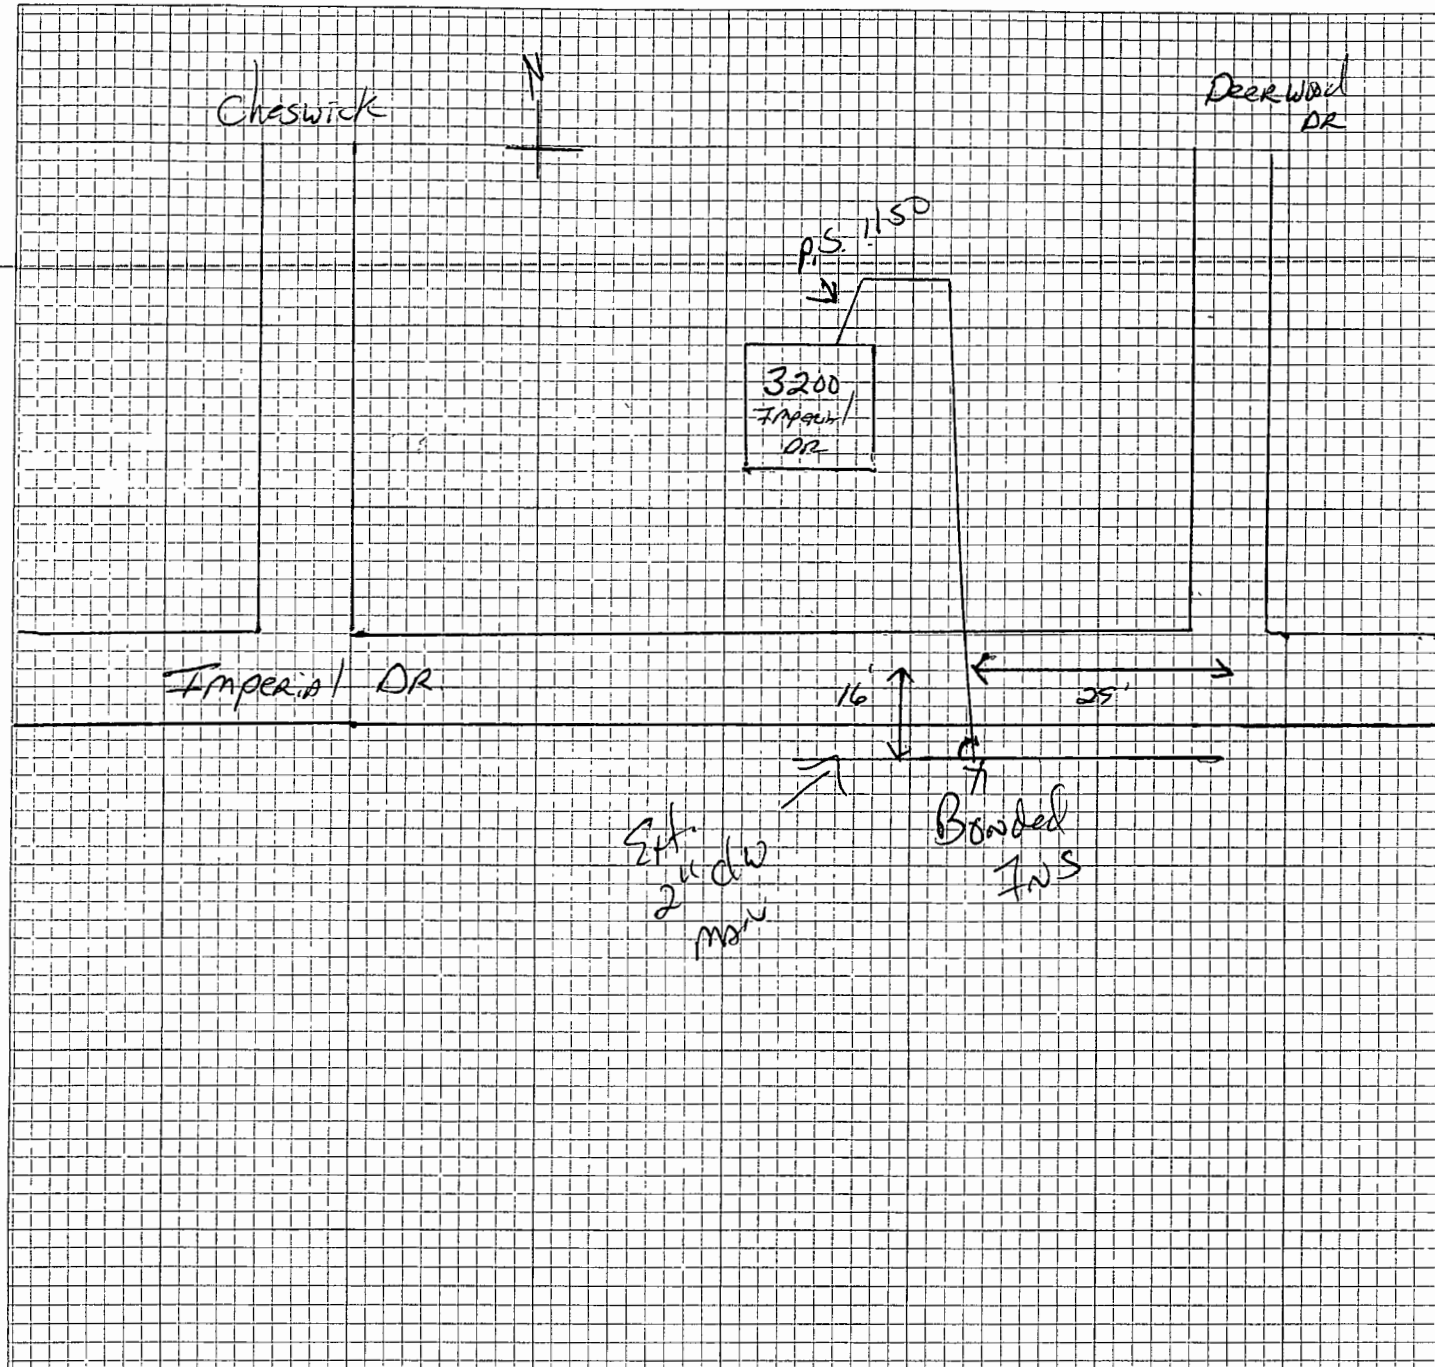 N
Cheswick
Deerwood
DR
P.S. 1150
3200
Imperial
DR
Imperial DR
16'
25'
Ext.
2" dw
main
Bonded
INS